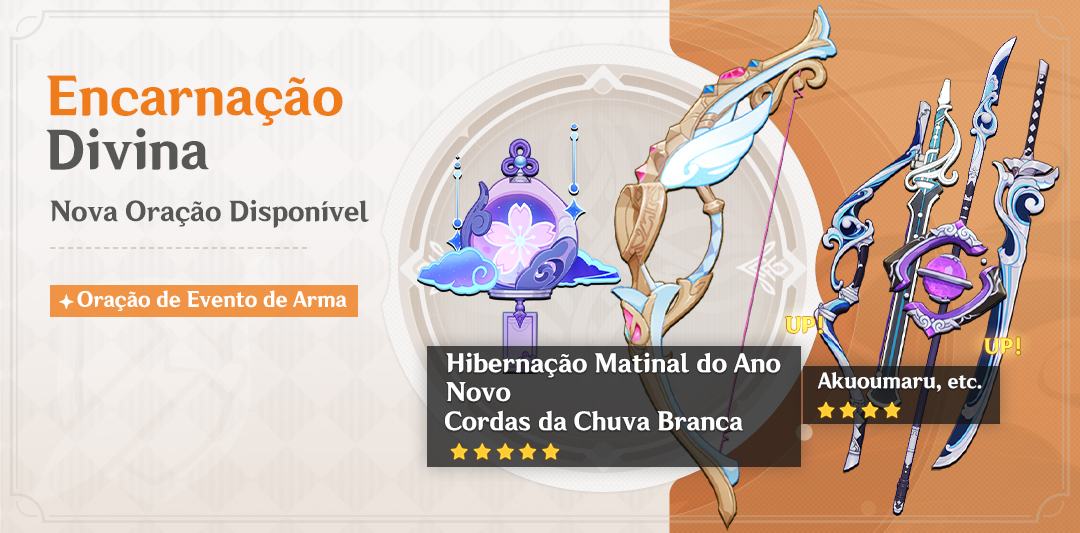 Encarnação
Divina
Nova Oração Disponível
Oração de Evento de Arma
Hibernação Matinal do Ano
Novo
Cordas da Chuva Branca
UP!
Akuoumaru, etc.
UP!